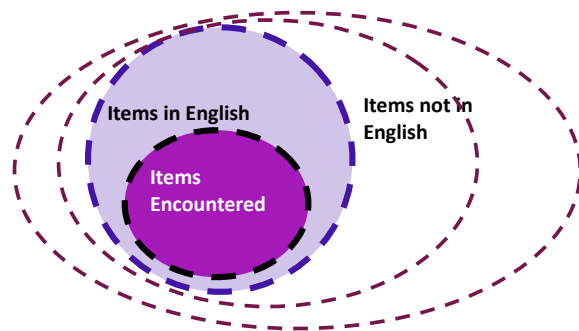 Items in English
Items not in
English
Items
Encountered